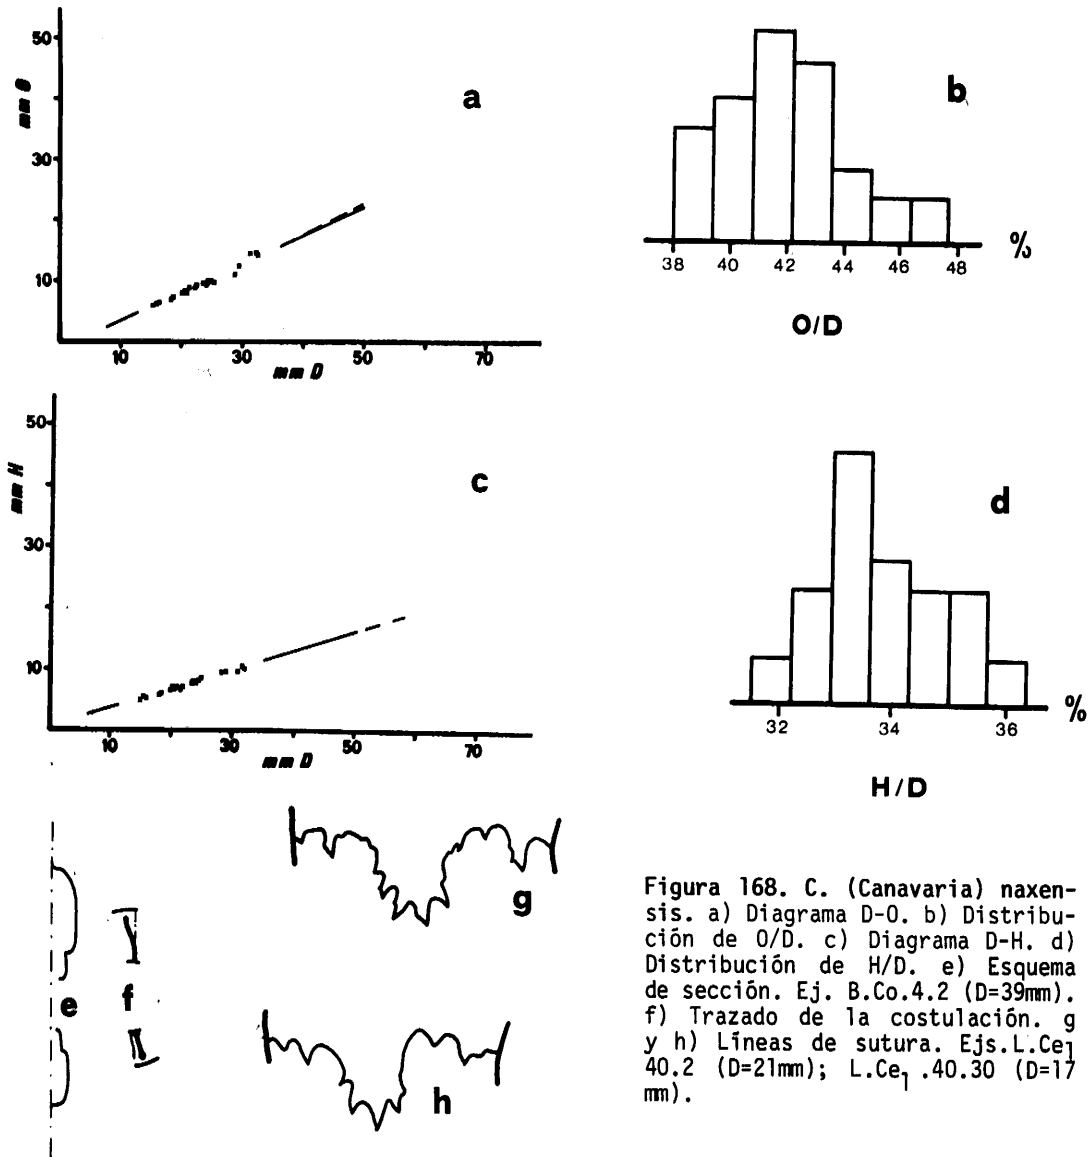 50
mm O
a
30
10
10 30 50 70
mm D
b
38 40 42 44 46 48 %
O/D
50
mm H
c
30
10
10 30 50 70
mm D
d
32 34 36 %
H/D
e
f
g
h
Figura 168. C. (Canavaria) naxen-
sis. a) Diagrama D-O. b) Distribu-
ción de O/D. c) Diagrama D-H. d)
Distribución de H/D. e) Esquema
de sección. Ej. B.Co.4.2 (D=39mm).
f) Trazado de la costulación. g
y h) Líneas de sutura. Ejs.L.Ce1
40.2 (D=21mm); L.Ce1 .40.30 (D=17
mm).